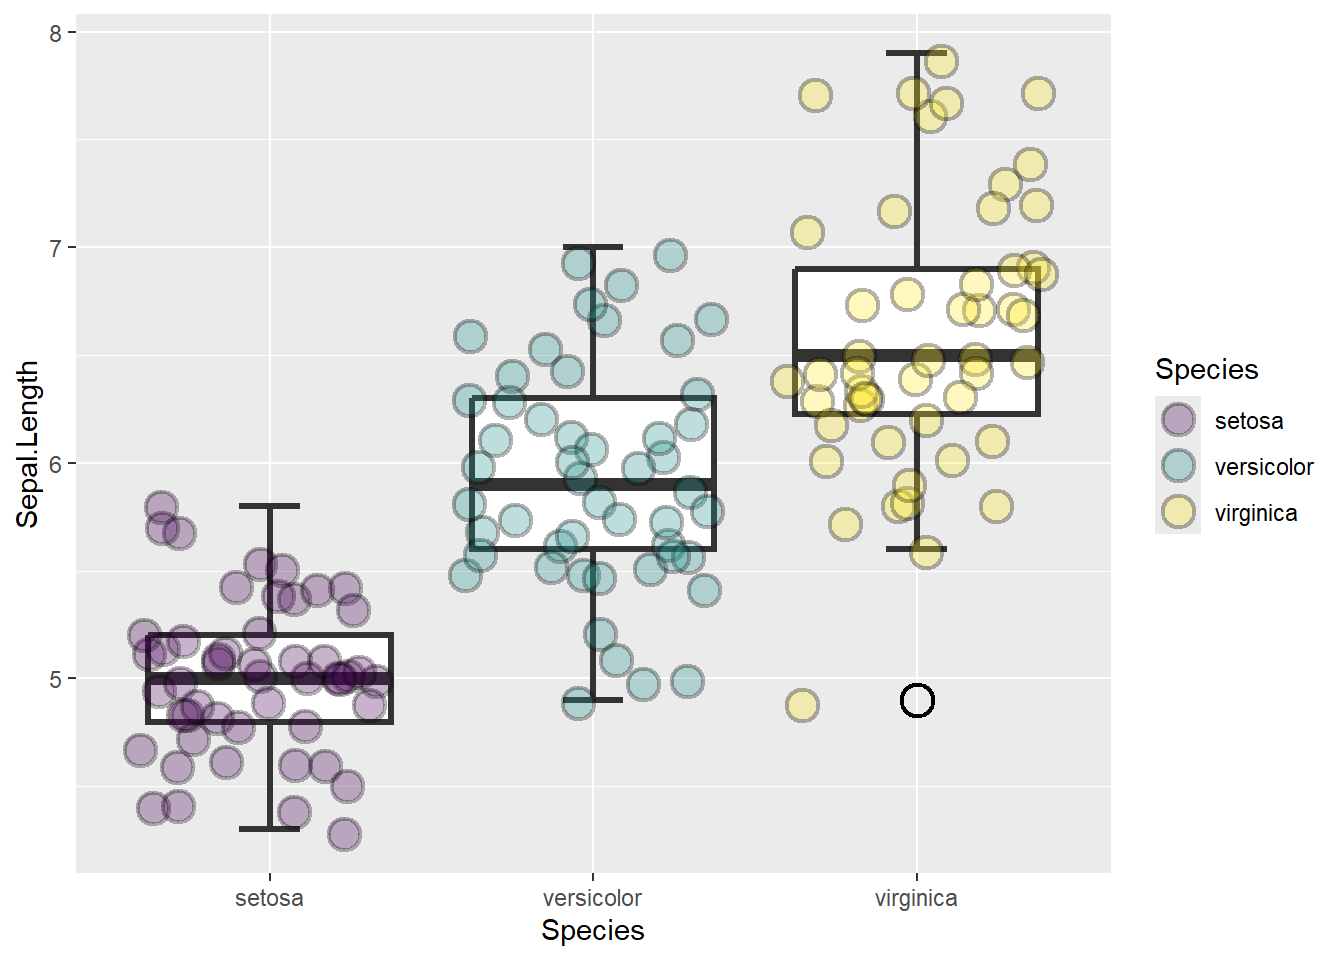 8
7
6
5
Sepal.Length
setosa
versicolor
virginica
Species
Species
setosa
versicolor
virginica